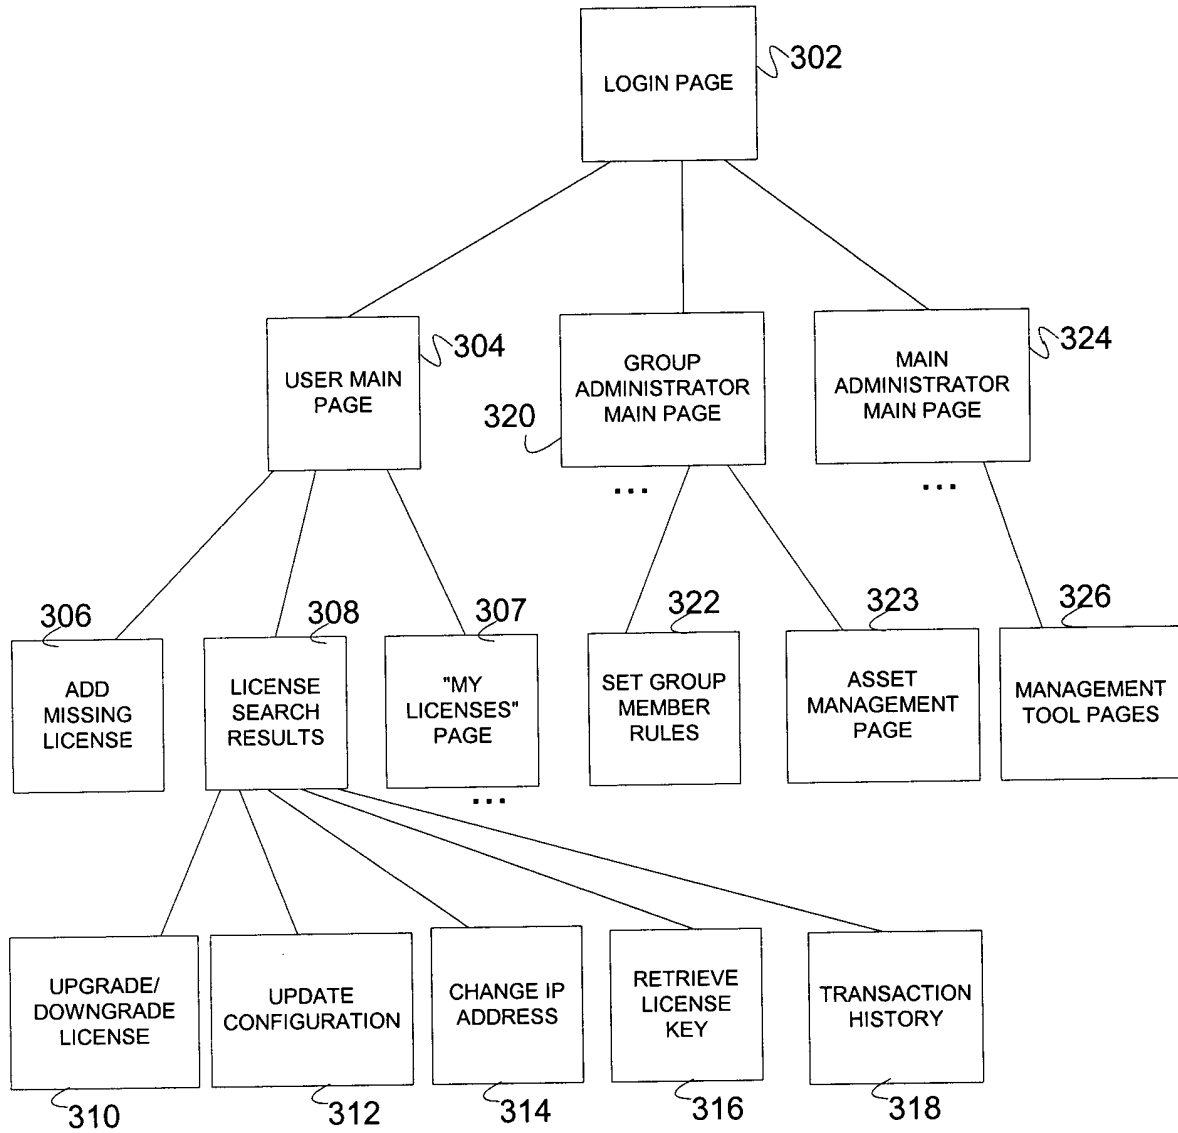 LOGIN PAGE
302
USER MAIN
PAGE
304
GROUP
ADMINISTRATOR
MAIN PAGE
320
MAIN
ADMINISTRATOR
MAIN PAGE
324
...
...
306
ADD
MISSING
LICENSE
308
LICENSE
SEARCH
RESULTS
307
"MY
LICENSES"
PAGE
...
322
SET GROUP
MEMBER
RULES
323
ASSET
MANAGEMENT
PAGE
326
MANAGEMENT
TOOL PAGES
UPGRADE/
DOWNGRADE
LICENSE
310
UPDATE
CONFIGURATION
312
CHANGE IP
ADDRESS
314
RETRIEVE
LICENSE
KEY
316
TRANSACTION
HISTORY
318